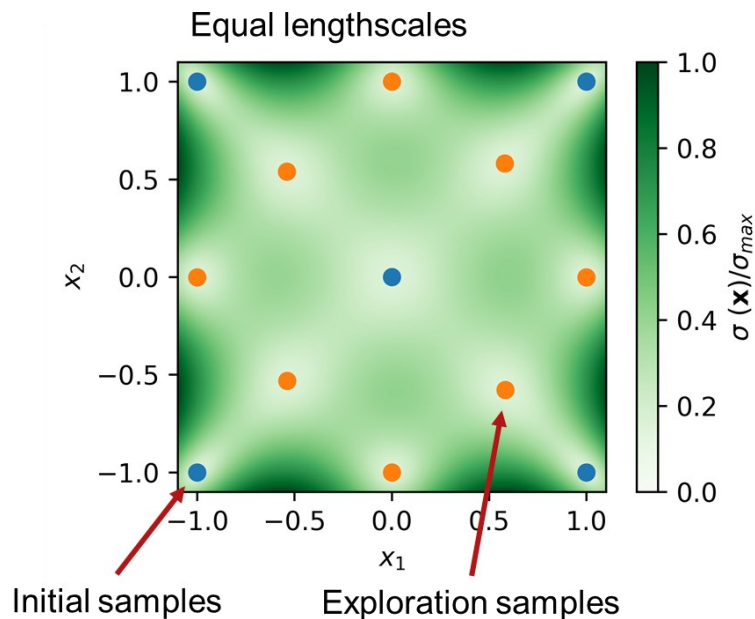 Equal lengthscales
1.0
0.5
0.0
−0.5
−1.0
x₂
−1.0 −0.5 0.0 0.5 1.0
x₁
1.0
0.8
0.6
0.4
0.2
0.0
σ (𝐱)/σₘₐₓ
Initial samples
Exploration samples